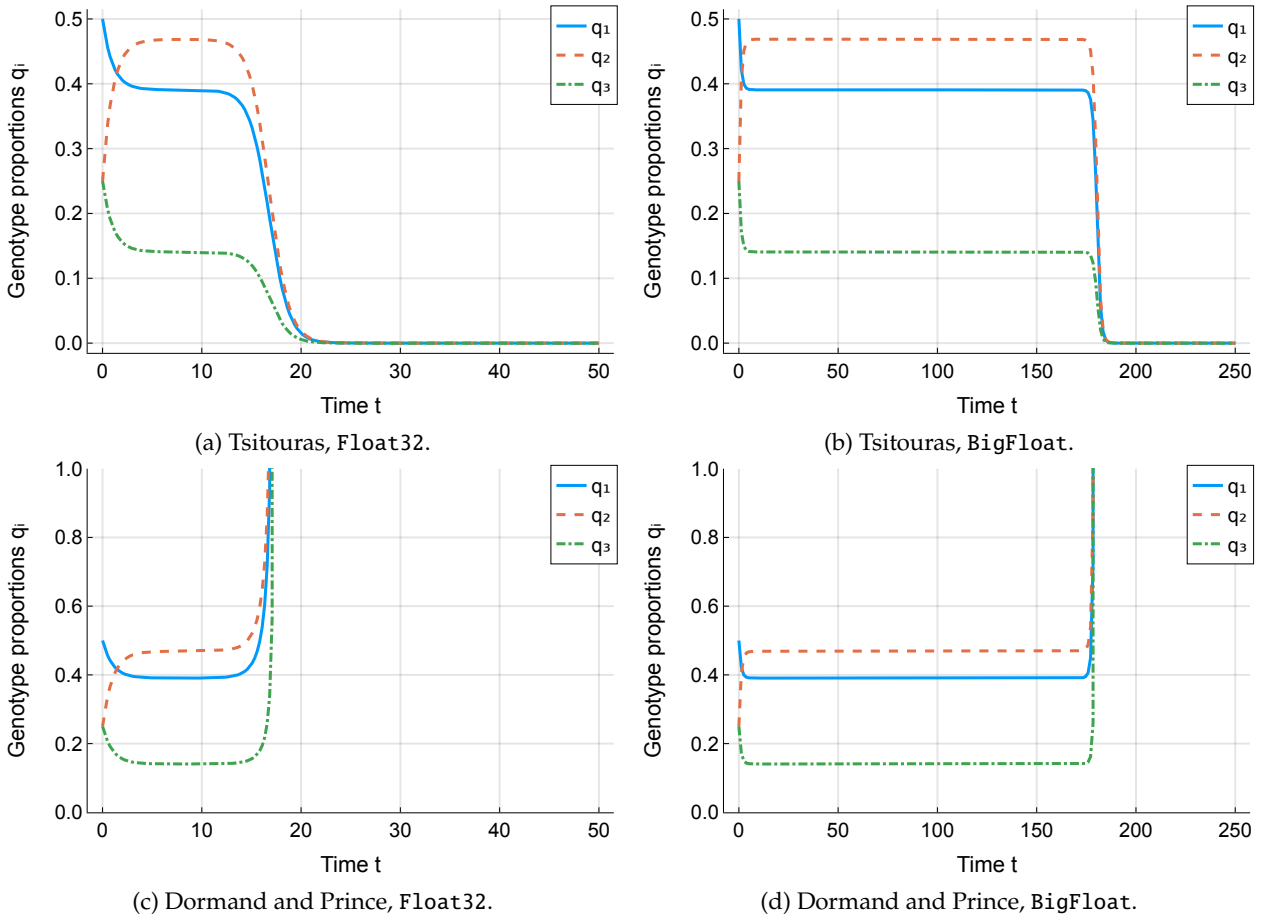 Genotype proportions qᵢ
0.5
0.4
0.3
0.2
0.1
0.0
q₁
q₂
q₃
0 10 20 30 40 50
Time t
(a) Tsitouras, Float32.
Genotype proportions qᵢ
0.5
0.4
0.3
0.2
0.1
0.0
q₁
q₂
q₃
0 50 100 150 200 250
Time t
(b) Tsitouras, BigFloat.
Genotype proportions qᵢ
1.0
0.8
0.6
0.4
0.2
0.0
q₁
q₂
q₃
0 10 20 30 40 50
Time t
(c) Dormand and Prince, Float32.
Genotype proportions qᵢ
1.0
0.8
0.6
0.4
0.2
0.0
q₁
q₂
q₃
0 50 100 150 200 250
Time t
(d) Dormand and Prince, BigFloat.